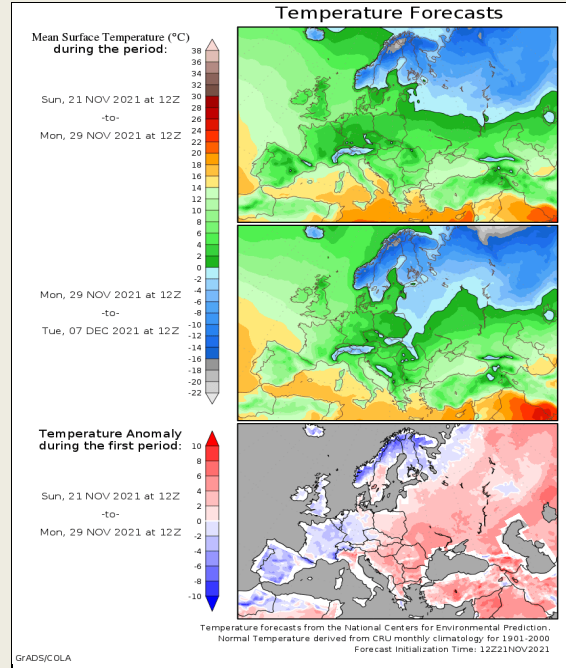 Temperature Forecasts
Mean Surface Temperature (°C)
during the period:
Sun, 21 NOV 2021 at 12Z
-to-
Mon, 29 NOV 2021 at 12Z
38
36
34
32
30
28
26
24
22
20
18
16
14
12
10
8
6
4
2
0
-2
-4
-6
-8
-10
-12
-14
-16
-18
-20
-22
Mon, 29 NOV 2021 at 12Z
-to-
Tue, 07 DEC 2021 at 12Z
Temperature Anomaly
during the first period:
Sun, 21 NOV 2021 at 12Z
-to-
Mon, 29 NOV 2021 at 12Z
10
8
6
4
2
0
-2
-4
-6
-8
-10
Temperature forecasts from the National Centers for Environmental Prediction.
Normal Temperature derived from CRU monthly climatology for 1901-2000
Forecast Initialization Time: 12Z21NOV2021
GrADS/COLA